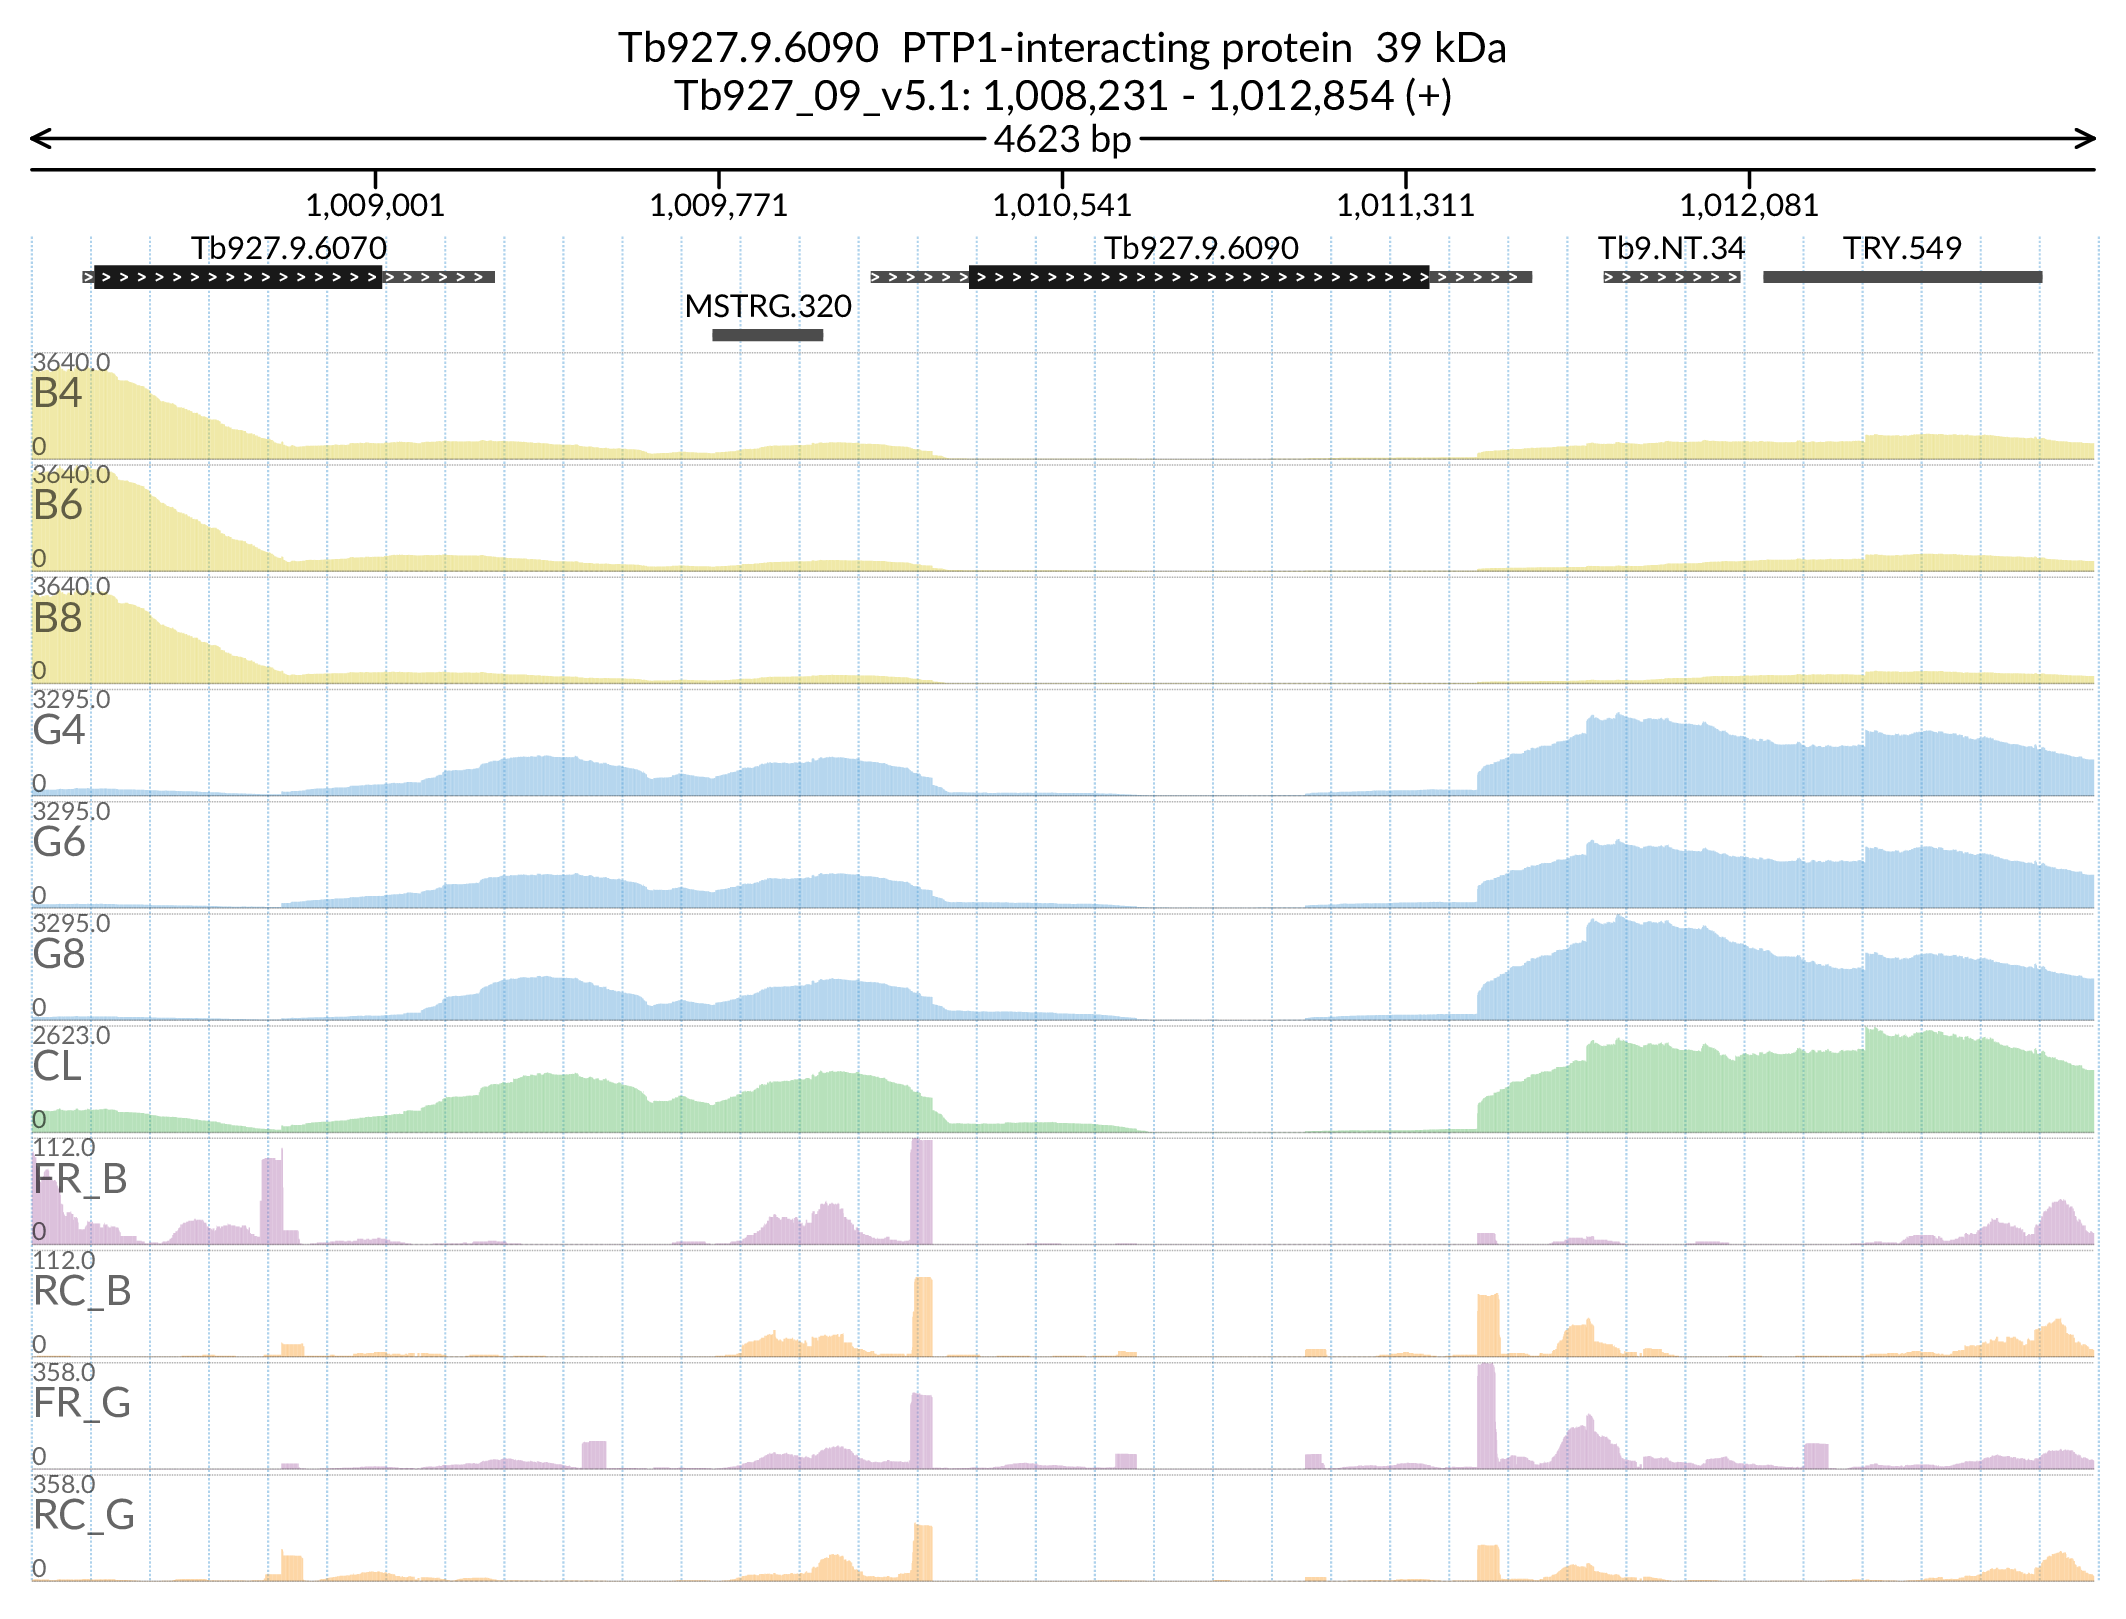 Tb927.9.6090 PTP1-interacting protein 39 kDa
Tb927_09_v5.1: 1,008,231 - 1,012,854 (+)
4623 bp
1,009,001 1,009,771 1,010,541 1,011,311 1,012,081
Tb927.9.6070 Tb927.9.6090 Tb9.NT.34 TRY.549
MSTRG.320
3640.0
B4
0
3640.0
B6
0
3640.0
B8
0
3295.0
G4
0
3295.0
G6
0
3295.0
G8
0
2623.0
CL
0
112.0
FR_B
0
112.0
RC_B
0
358.0
FR_G
0
358.0
RC_G
0